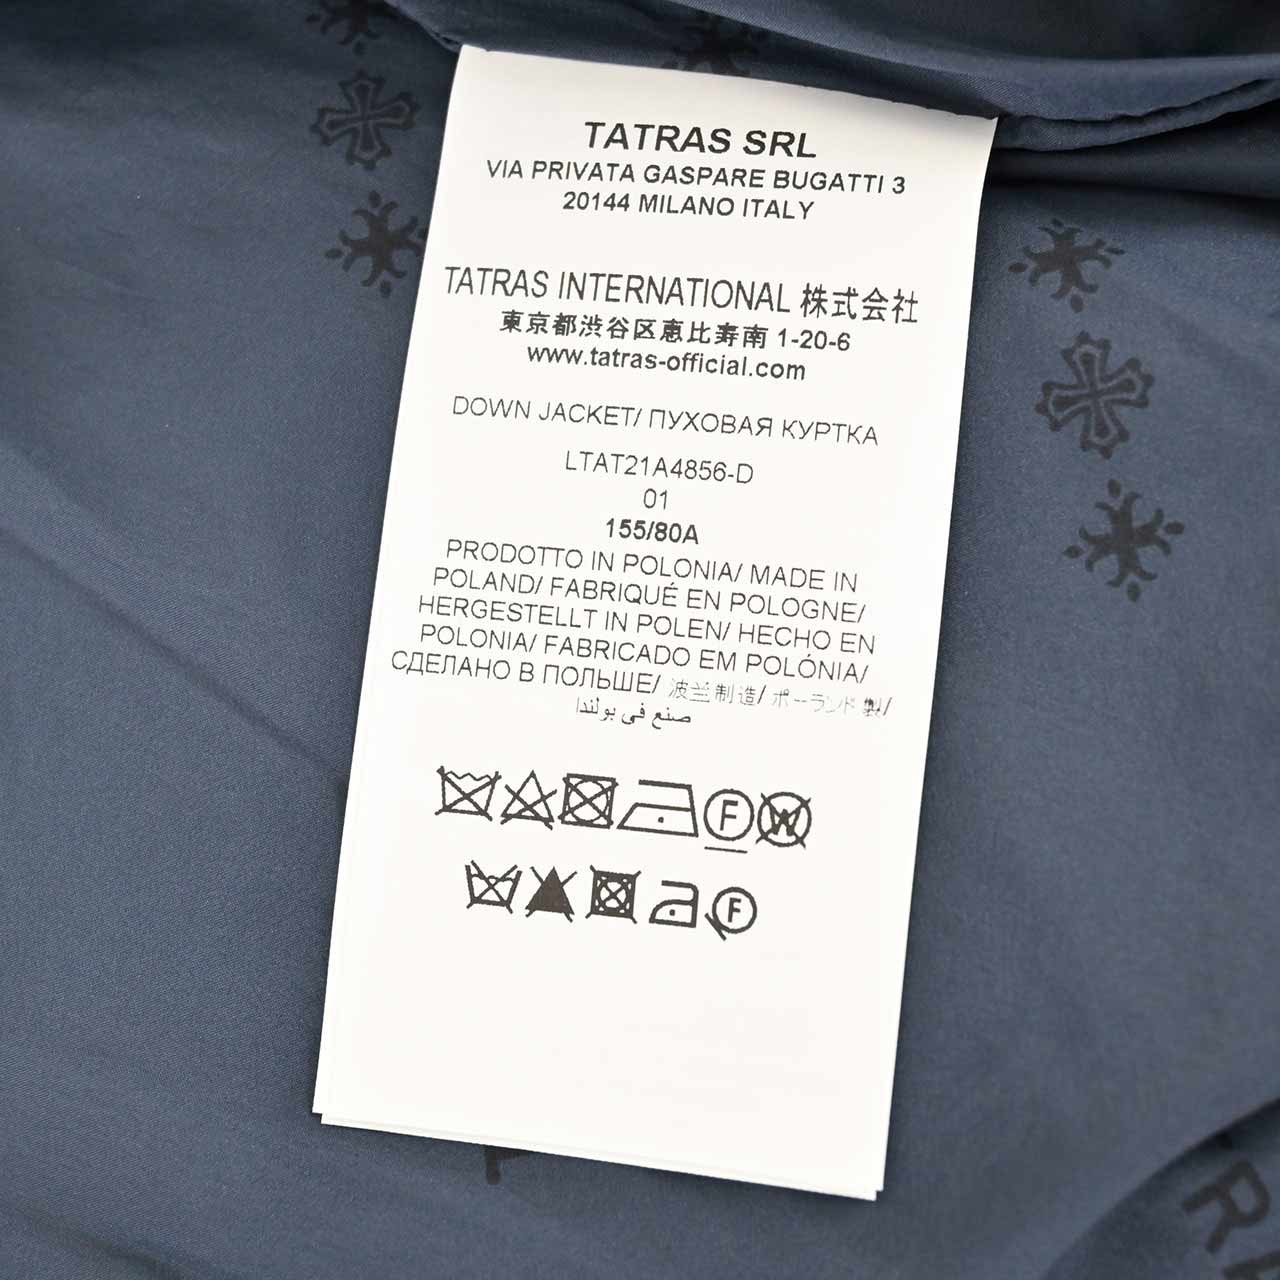 TATRAS SRL
VIA PRIVATA GASPARE BUGATTI 3
20144 MILANO ITALY
TATRAS INTERNATIONAL 株式会社
東京都渋谷区恵比寿南 1-20-6
www.tatras-official.com
DOWN JACKET/ ПУХОВАЯ КУРТКА
LTAT21A4856-D
01
155/80A
PRODOTTO IN POLONIA/ MADE IN
POLAND/ FABRIQUÉ EN POLOGNE/
HERGESTELLT IN POLEN/ HECHO EN
POLONIA/ FABRICADO EM POLÓNIA/
СДЕЛАНО В ПОЛЬШЕ/ 波兰制造/ ポーランド製/
صنع في بولندا
F W
F